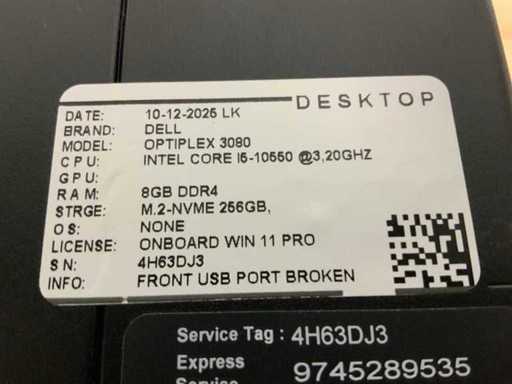 DESKTOP
DATE: 10-12-2025 LK
BRAND: DELL
MODEL: OPTIPLEX 3080
CPU: INTEL CORE I5-10550 @3,20GHZ
GPU:
RAM: 8GB DDR4
STRGE: M.2-NVME 256GB,
OS: NONE
LICENSE: ONBOARD WIN 11 PRO
SN: 4H63DJ3
INFO: FRONT USB PORT BROKEN
Service Tag : 4H63DJ3
Express 9745289535
Service